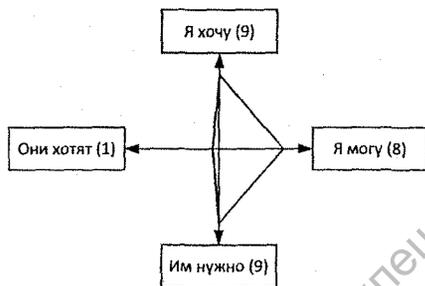 Я хочу (9)
Они хотят (1)
Я могу (8)
Им нужно (9)